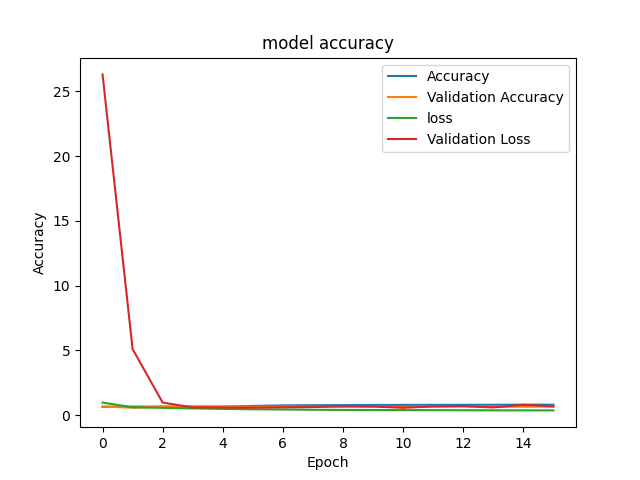 model accuracy
Accuracy
Validation Accuracy
loss
Validation Loss
25
20
15
10
5
0
Accuracy
0 2 4 6 8 10 12 14
Epoch